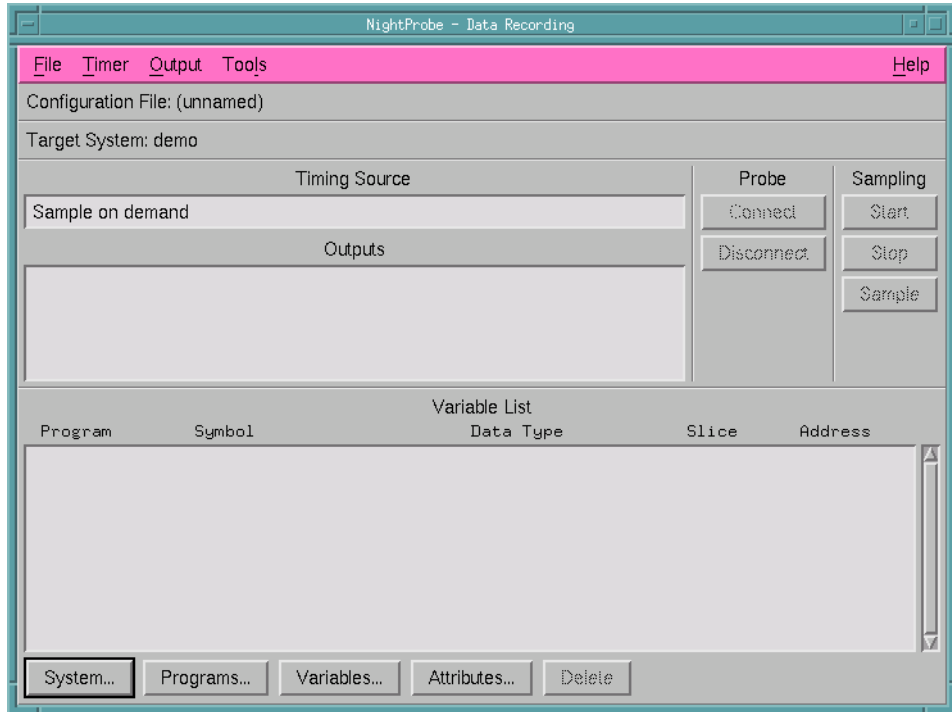 NightProbe - Data Recording
File Timer Output Tools Help
Configuration File: (unnamed)
Target System: demo
Timing Source
Sample on demand
Outputs
Probe
Connect
Disconnect
Sampling
Start
Stop
Sample
Variable List
Program Symbol Data Type Slice Address
System... Programs... Variables... Attributes... Delete